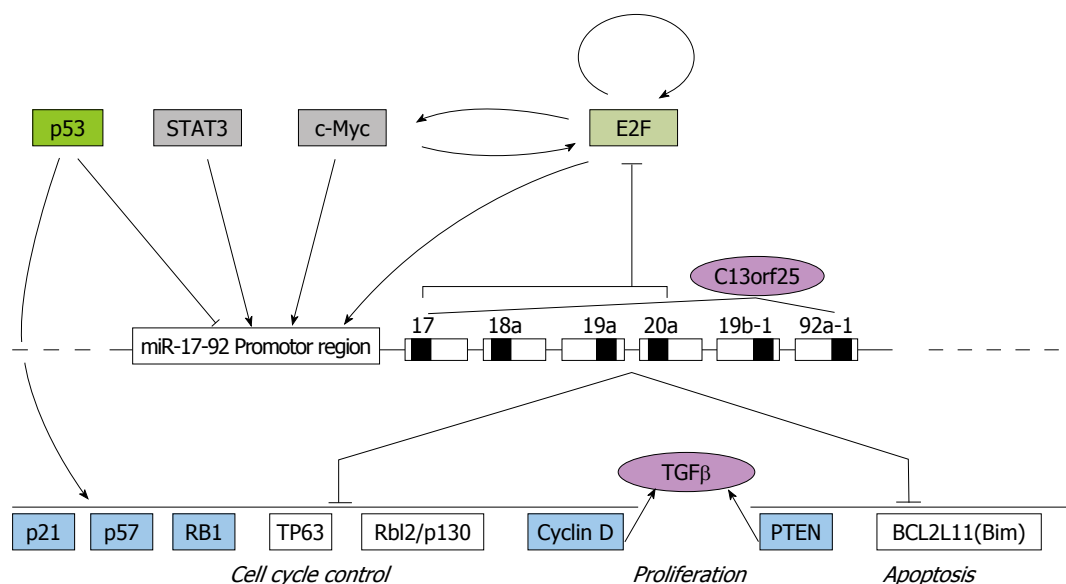 p53
STAT3
c-Myc
E2F
C13orf25
17
18a
19a
20a
19b-1
92a-1
miR-17-92 Promotor region
TGFβ
p21
p57
RB1
TP63
Rbl2/p130
Cyclin D
PTEN
BCL2L11(Bim)
Cell cycle control
Proliferation
Apoptosis